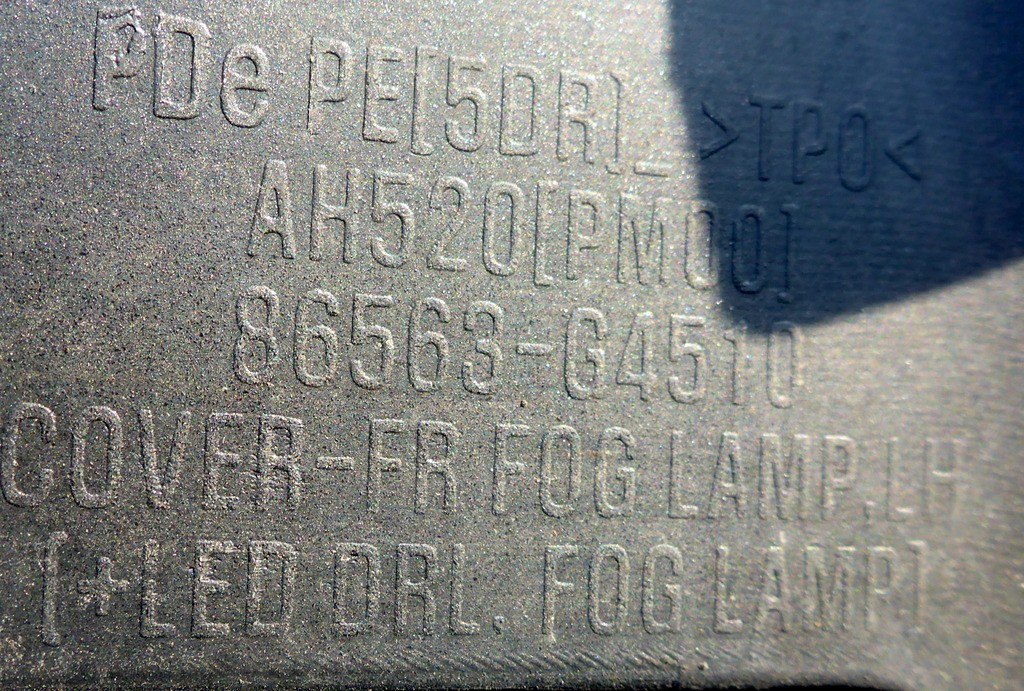 PDe PE[5DR]_ >TPO<
AH520[PM00]
86563-G4510
COVER-FR FOG LAMP.LH
[+LED DRL. FOG LAMP]